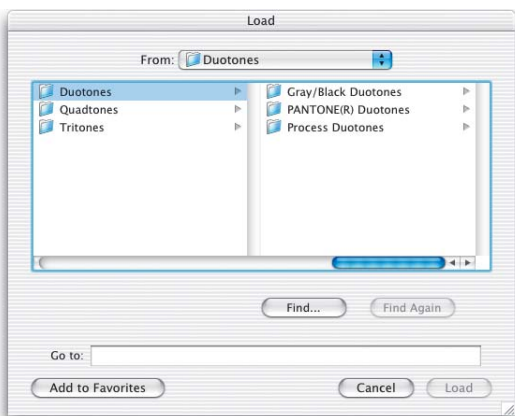 Load
From: Duotones
Duotones
Quadtones
Tritones
Gray/Black Duotones
PANTONE(R) Duotones
Process Duotones
Find... Find Again
Go to:
Add to Favorites Cancel Load